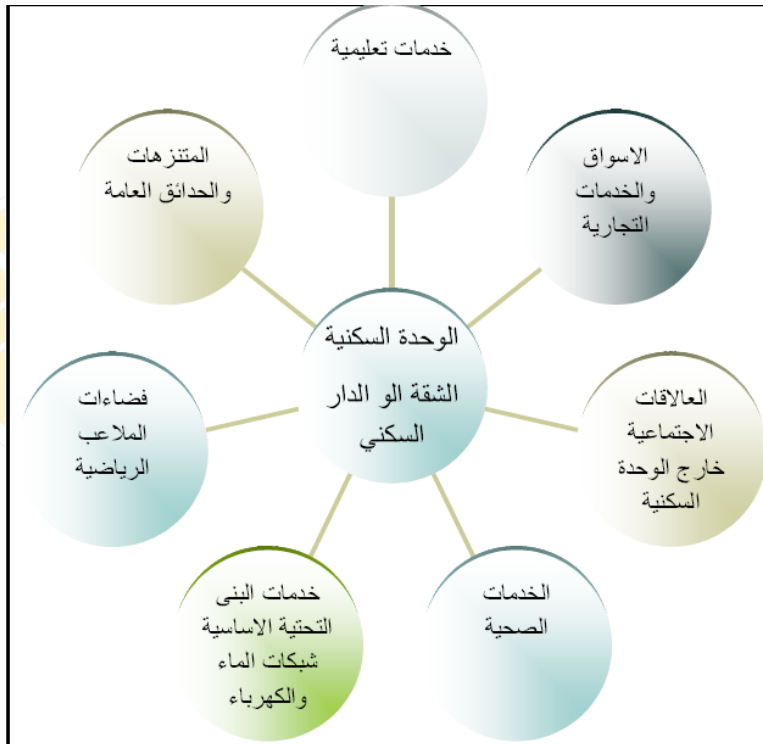 خدمات تعليمية
الاسواق
والخدمات
التجارية
المتنزهات
والحدائق العامة
الوحدة السكنية
الشقة الو الدار
السكني
العالاقات
الاجتماعية
خارج الوحدة
السكنية
فضاءات
الملاعب
الرياضية
الخدمات
الصحية
خدمات البنى
التحتية الاساسية
شبكات الماء
والكهرباء